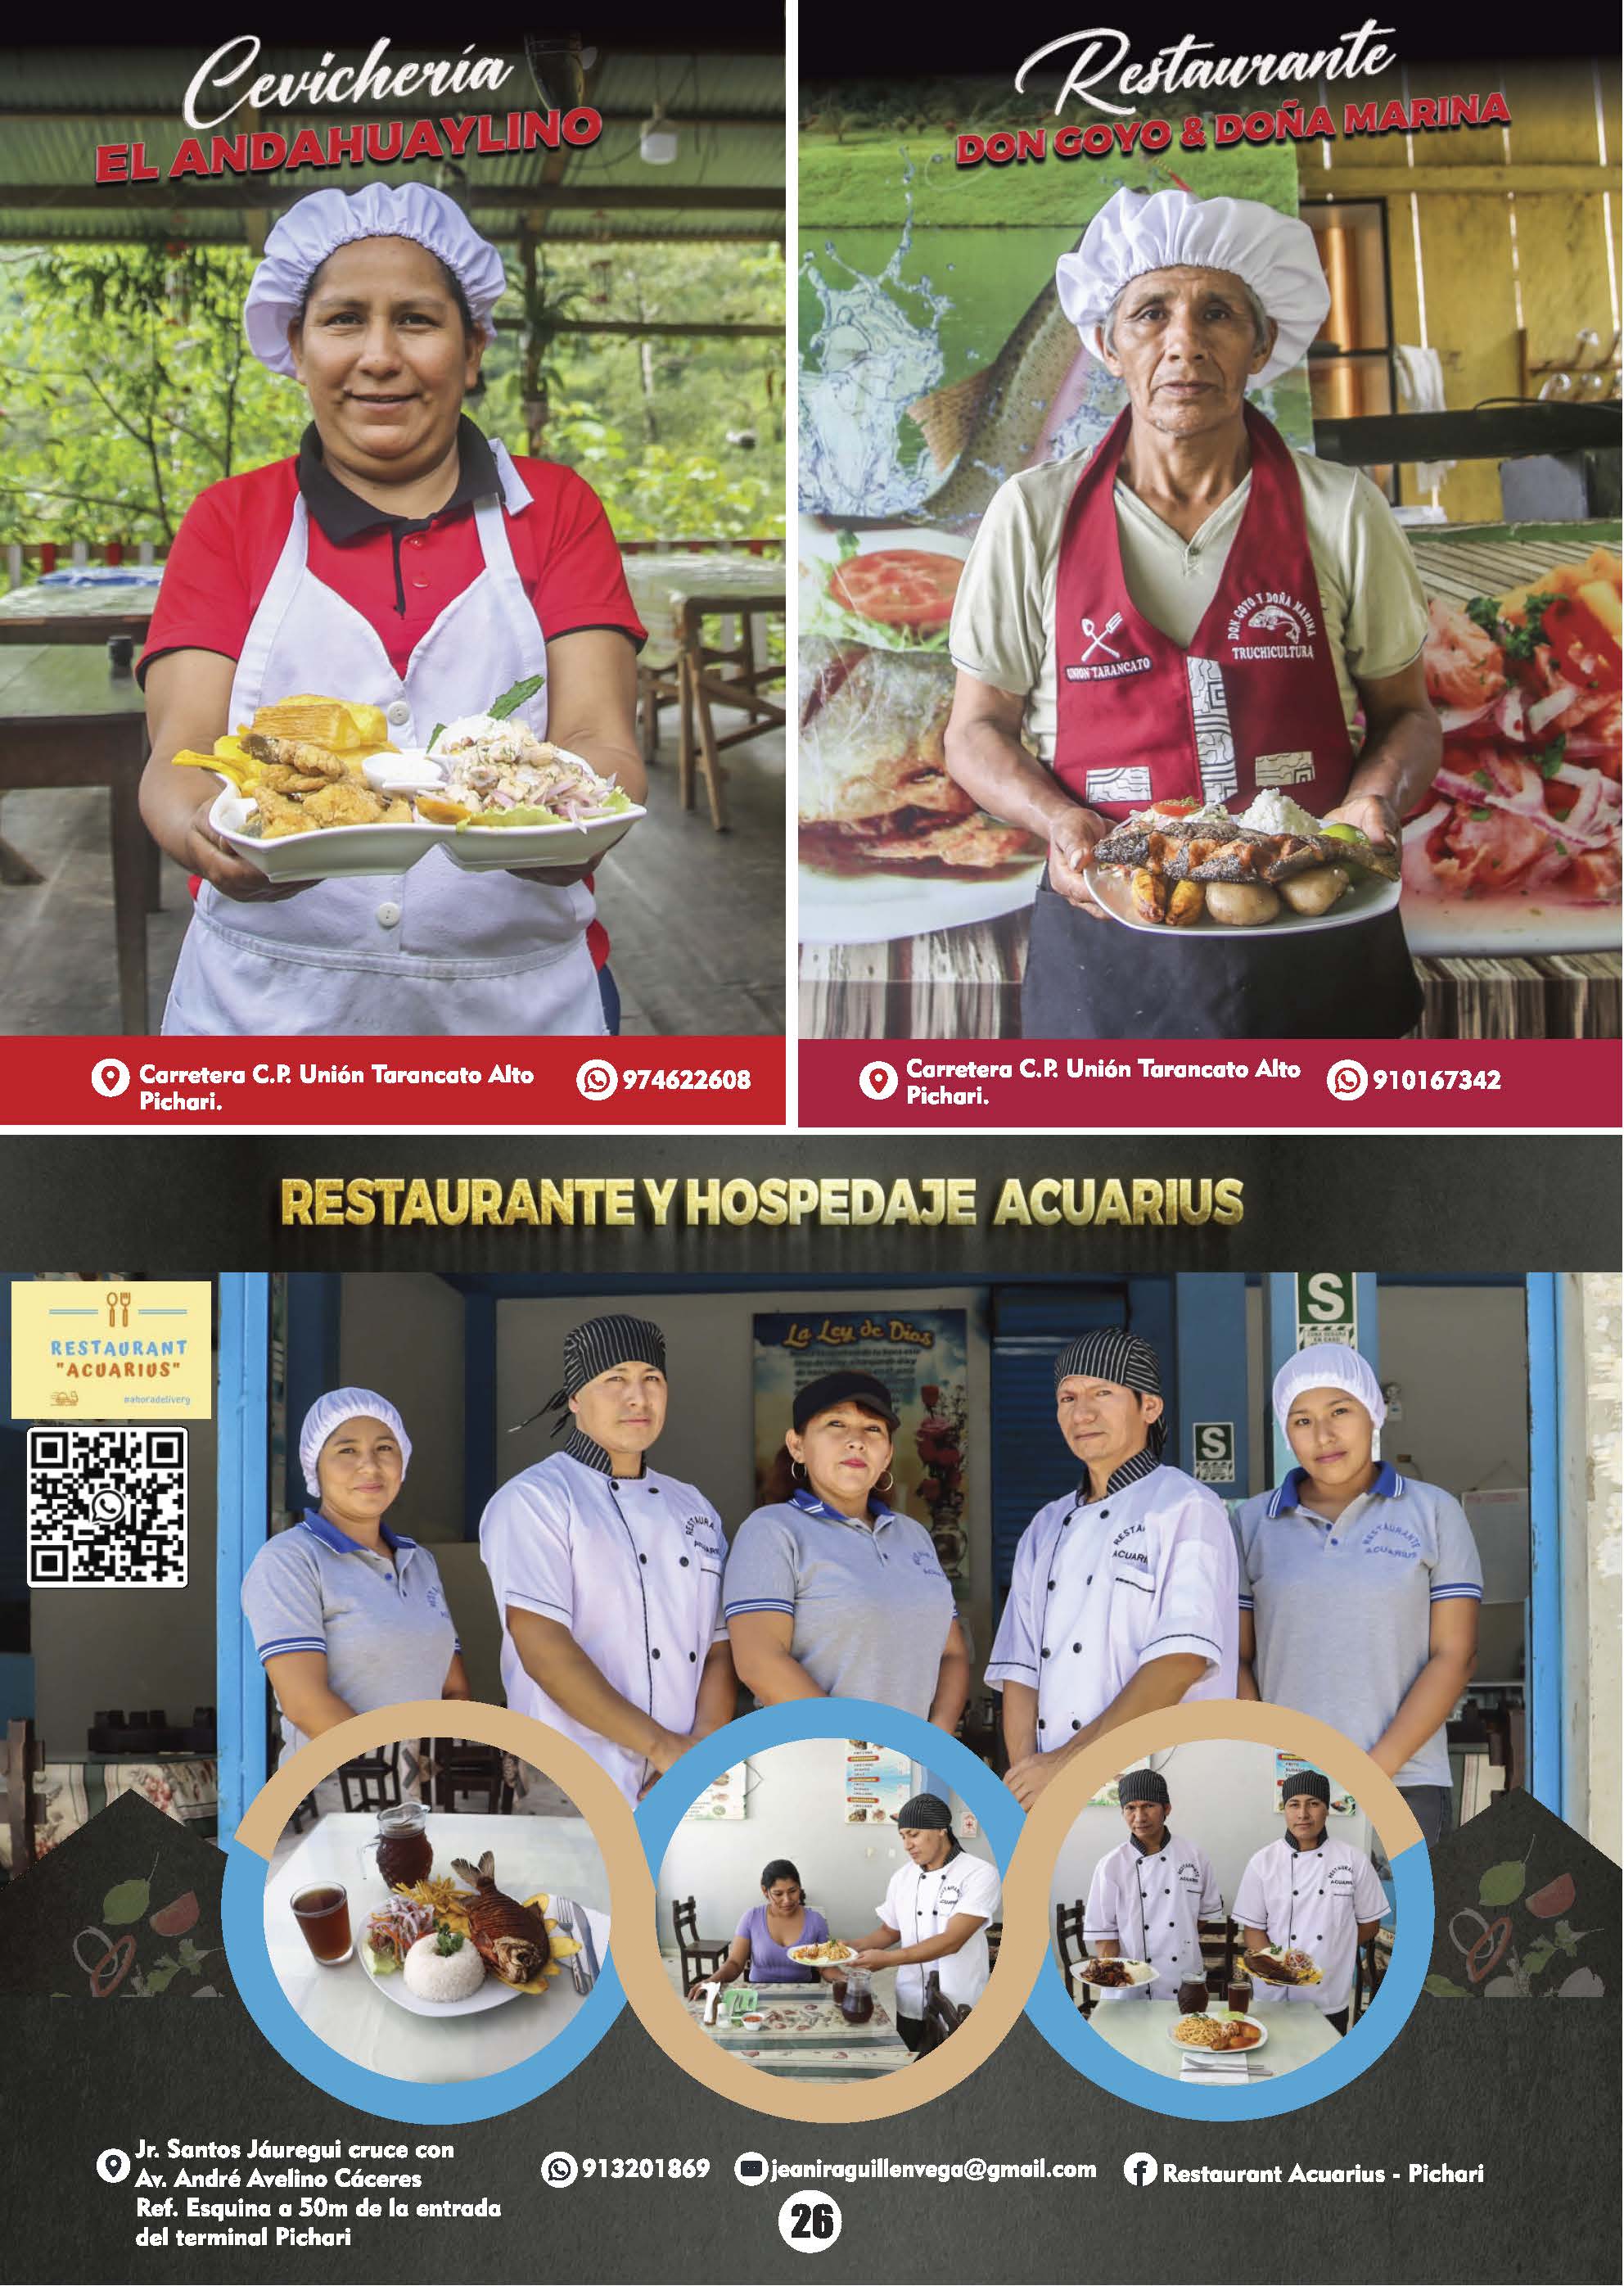 Cevichería
EL ANDAHUAYLINO
Carretera C.P. Unión Tarancato Alto
Pichari.
974622608
Restaurante
DON GOYO & DOÑA MARINA
DON GOYO Y DOÑA MARINA
TRUCHICULTURA
UNION TARANCATO
Carretera C.P. Unión Tarancato Alto
Pichari.
910167342
RESTAURANTE Y HOSPEDAJE ACUARIUS
RESTAURANT
"ACUARIUS"
#ahoradelivery
La Ley de Dios
S
S
RESTAURANTE
ACUARIUS
Jr. Santos Jáuregui cruce con
Av. André Avelino Cáceres
Ref. Esquina a 50m de la entrada
del terminal Pichari
913201869
jeaniraguillenvega@gmail.com
Restaurant Acuarius - Pichari
26